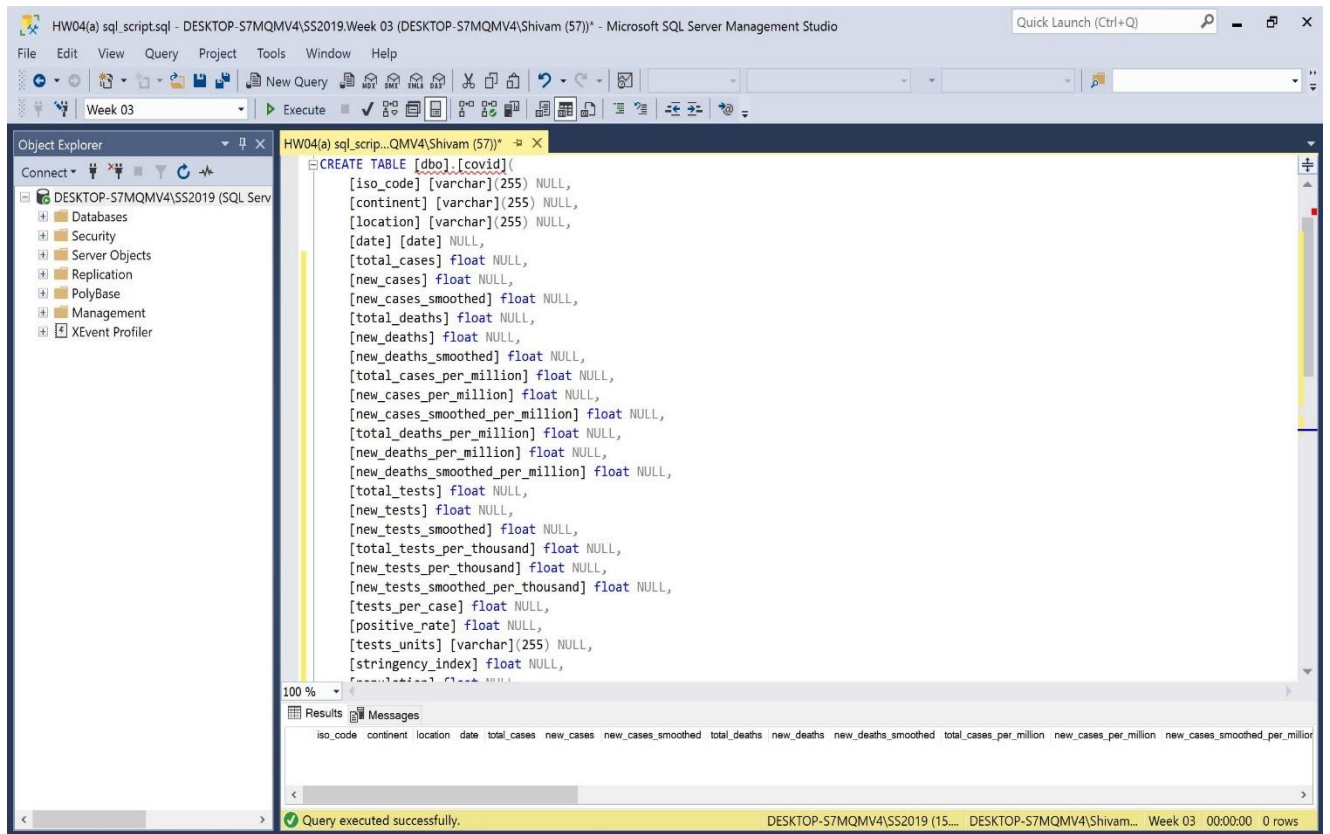 HW04(a) sql_script.sql - DESKTOP-S7MQMV4\SS2019.Week 03 (DESKTOP-S7MQMV4\Shivam (57))* - Microsoft SQL Server Management Studio
Quick Launch (Ctrl+Q)
File Edit View Query Project Tools Window Help
New Query MDX DMX XMLA DAX
Week 03 Execute
Object Explorer
HW04(a) sql_scrip...QMV4\Shivam (57))*
Connect
DESKTOP-S7MQMV4\SS2019 (SQL Serv
Databases
Security
Server Objects
Replication
PolyBase
Management
XEvent Profiler
CREATE TABLE [dbo].[covid](
[iso_code] [varchar](255) NULL,
[continent] [varchar](255) NULL,
[location] [varchar](255) NULL,
[date] [date] NULL,
[total_cases] float NULL,
[new_cases] float NULL,
[new_cases_smoothed] float NULL,
[total_deaths] float NULL,
[new_deaths] float NULL,
[new_deaths_smoothed] float NULL,
[total_cases_per_million] float NULL,
[new_cases_per_million] float NULL,
[new_cases_smoothed_per_million] float NULL,
[total_deaths_per_million] float NULL,
[new_deaths_per_million] float NULL,
[new_deaths_smoothed_per_million] float NULL,
[total_tests] float NULL,
[new_tests] float NULL,
[new_tests_smoothed] float NULL,
[total_tests_per_thousand] float NULL,
[new_tests_per_thousand] float NULL,
[new_tests_smoothed_per_thousand] float NULL,
[tests_per_case] float NULL,
[positive_rate] float NULL,
[tests_units] [varchar](255) NULL,
[stringency_index] float NULL,
100 %
Results Messages
iso_code continent location date total_cases new_cases new_cases_smoothed total_deaths new_deaths new_deaths_smoothed total_cases_per_million new_cases_per_million new_cases_smoothed_per_million
Query executed successfully. DESKTOP-S7MQMV4\SS2019 (15.... DESKTOP-S7MQMV4\Shivam... Week 03 00:00:00 0 rows